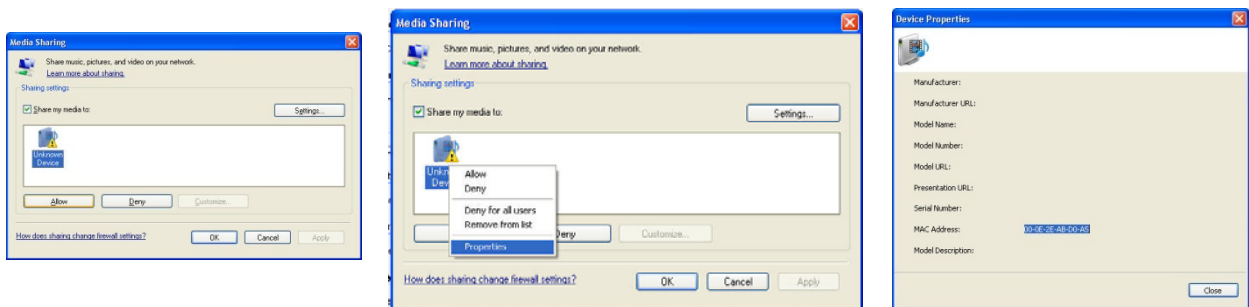 Media Sharing
Share music, pictures, and video on your network.
Learn more about sharing.
Sharing settings
Share my media to:
Settings...
Unknown
Device
Allow
Deny
Customize...
How does sharing change firewall settings?
OK
Cancel
Apply
Media Sharing
Share music, pictures, and video on your network.
Learn more about sharing.
Sharing settings
Share my media to:
Settings...
Allow
Deny
Deny for all users
Remove from list
Properties
Deny
Customize...
How does sharing change firewall settings?
OK
Cancel
Apply
Device Properties
Manufacturer:
Manufacturer URL:
Model Name:
Model Number:
Model URL:
Presentation URL:
Serial Number:
MAC Address: 00-0E-2E-AB-D0-A5
Model Description:
Close